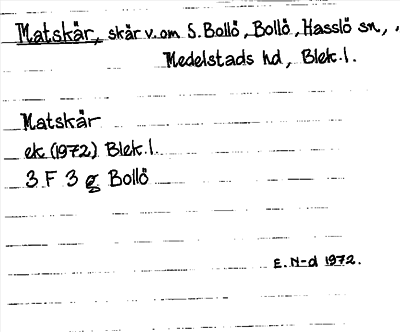 Matskär, skär v. om S. Bollö, Bollö, Hasslö sn,
Medelstads hd, Blek. l.
Matskär
ek (1972) Blek. l.
3 F 3 g Bollö
E. N-d 1972.